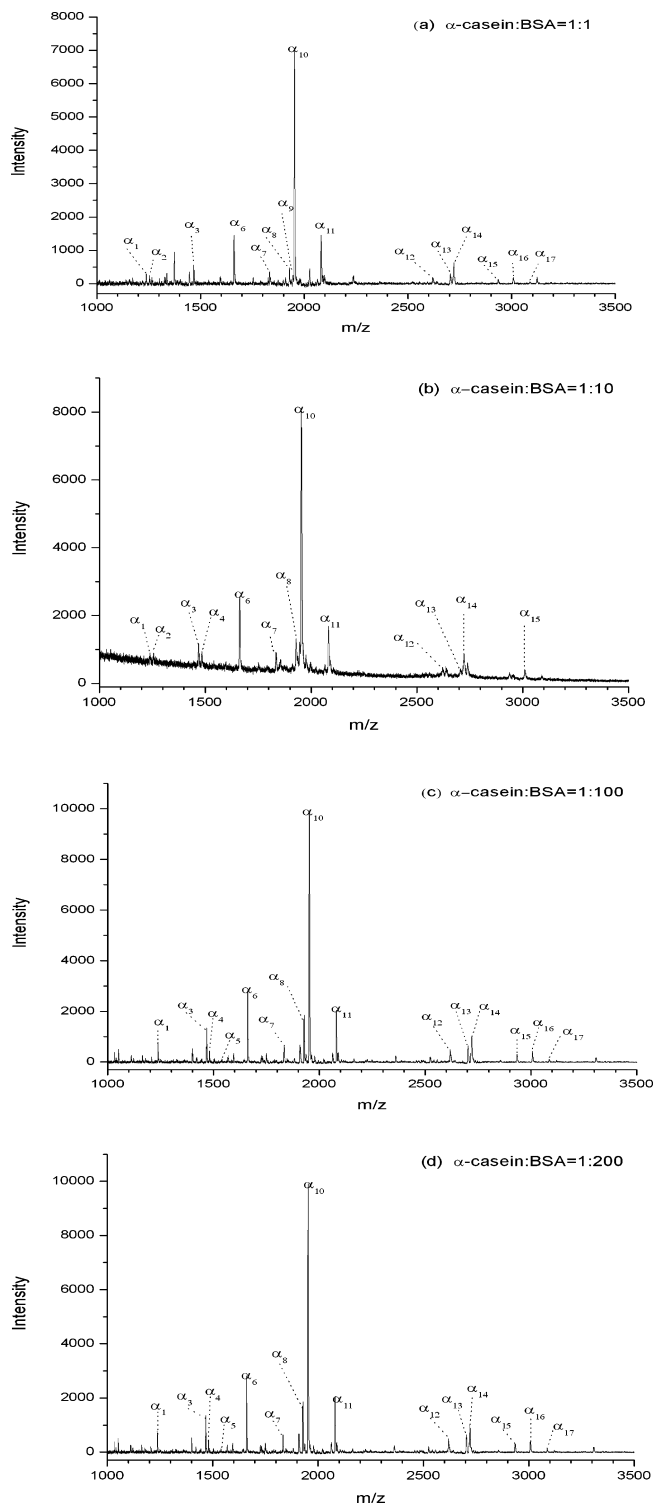 (a) α-casein:BSA=1:1
8000
7000
6000
5000
4000
3000
2000
1000
0
Intensity
α10
α9
α8
α11
α6
α3
α1
α2
α7
α12
α13
α14
α15
α16
α17
1000 1500 2000 2500 3000 3500
m/z
(b) α-casein:BSA=1:10
8000
6000
4000
2000
0
Intensity
α10
α8
α6
α3
α4
α1
α2
α7
α11
α12
α13
α14
α15
1000 1500 2000 2500 3000 3500
m/z
(c) α-casein:BSA=1:100
10000
8000
6000
4000
2000
0
Intensity
α10
α8
α6
α3
α4
α1
α5
α7
α11
α12
α13
α14
α15
α16
α17
1000 1500 2000 2500 3000 3500
m/z
(d) α-casein:BSA=1:200
10000
8000
6000
4000
2000
0
Intensity
α10
α8
α6
α4
α3
α1
α5
α7
α11
α12
α13
α14
α15
α16
α17
1000 1500 2000 2500 3000 3500
m/z